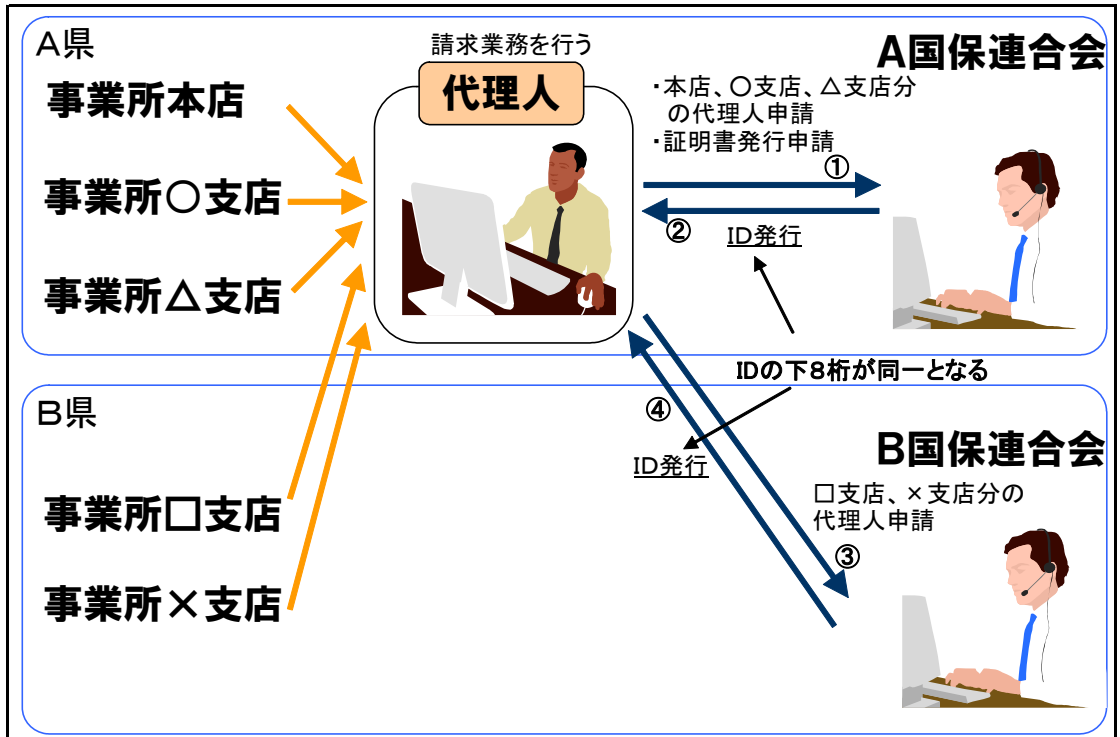 A県
請求業務を行う
代理人
A国保連合会
事業所本店
事業所○支店
事業所△支店
・本店、○支店、△支店分
の代理人申請
・証明書発行申請
①
②
ID発行
IDの下8桁が同一となる
B県
④
ID発行
B国保連合会
事業所□支店
事業所×支店
□支店、×支店分の
代理人申請
③